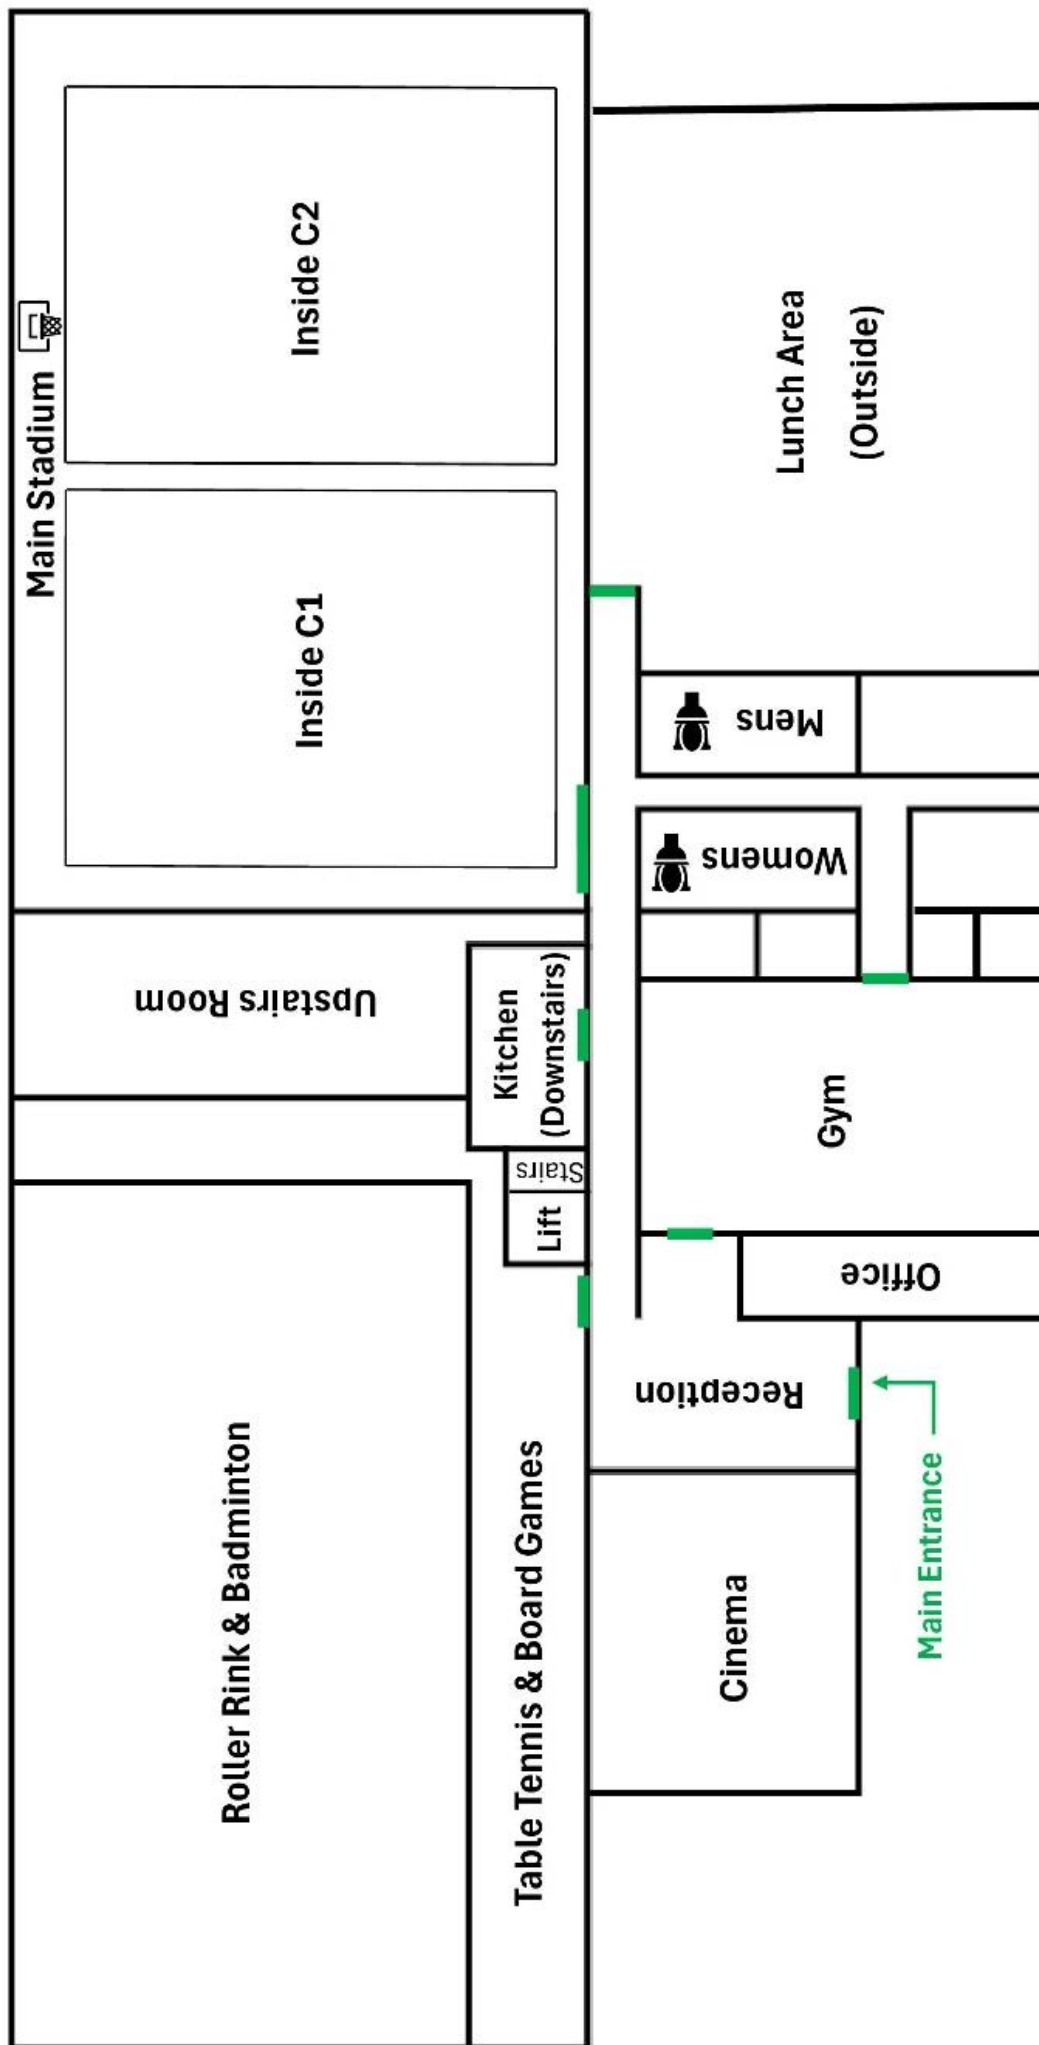 Main Stadium
Inside C2
Inside C1
Lunch Area
(Outside)
Mens
Womens
Upstairs Room
Kitchen
(Downstairs)
Stairs
Lift
Gym
Office
Reception
Main Entrance
Cinema
Roller Rink & Badminton
Table Tennis & Board Games